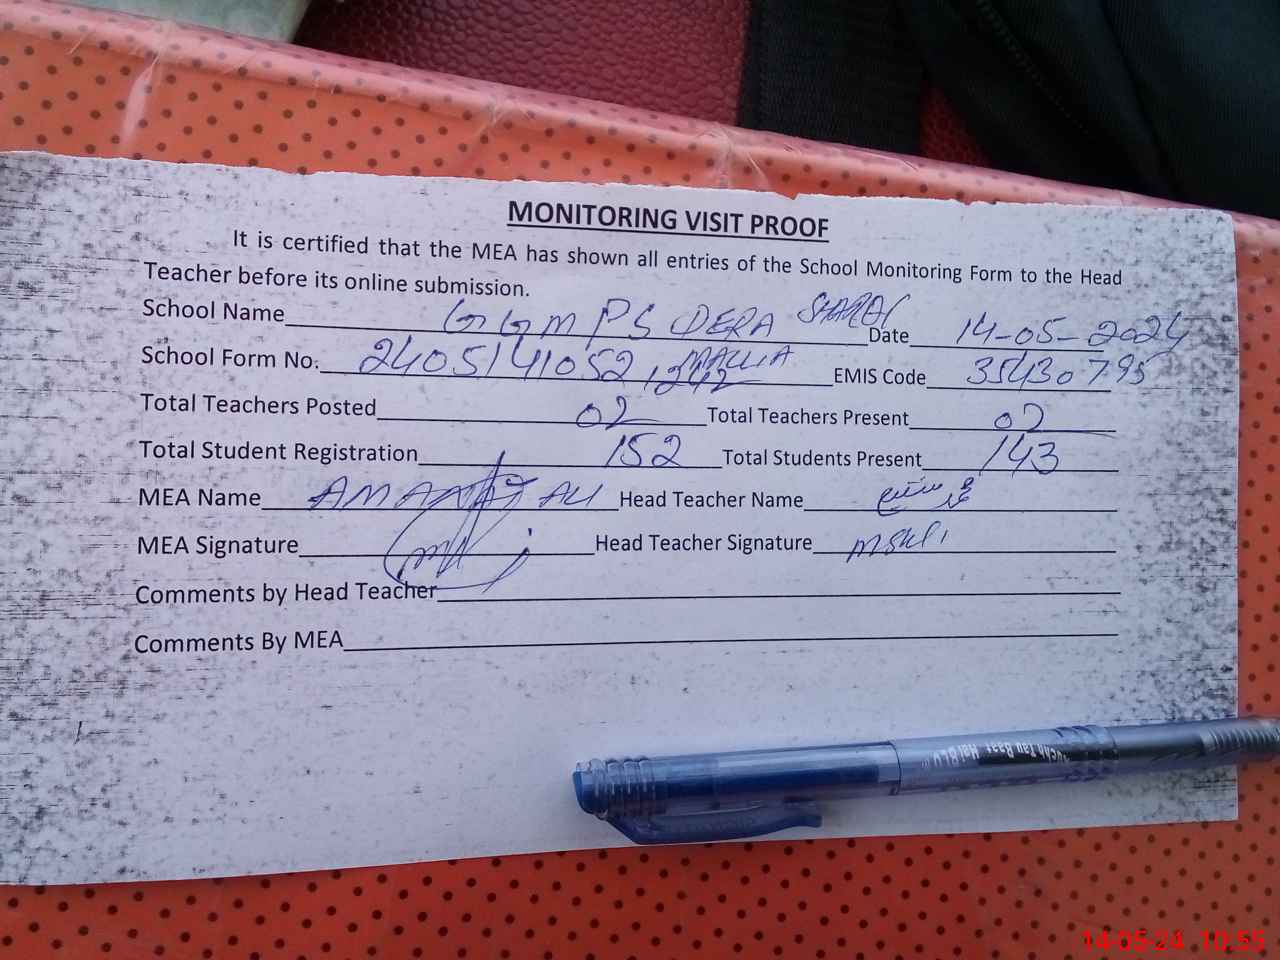 MONITORING VISIT PROOF
It is certified that the MEA has shown all entries of the School Monitoring Form to the Head
Teacher before its online submission.
School Name GGMPS DERA Date 14-05-2024
School Form No. 2405141052 EMIS Code 35430795
Total Teachers Posted 02 Total Teachers Present 02
Total Student Registration 152 Total Students Present 143
MEA Name AMANAT ALI Head Teacher Name
MEA Signature Head Teacher Signature
Comments by Head Teacher
Comments By MEA
14-05-24 10:55